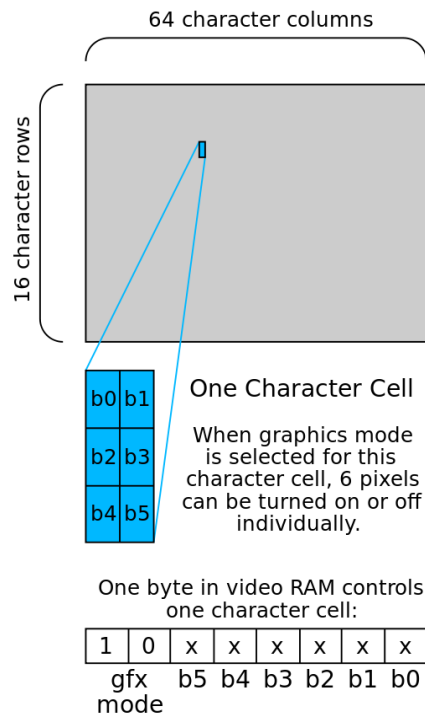 64 character columns
16 character rows
b0 b1
b2 b3
b4 b5
One Character Cell
When graphics mode
is selected for this
character cell, 6 pixels
can be turned on or off
individually.
One byte in video RAM controls
one character cell:
1 0 x x x x x x
gfx b5 b4 b3 b2 b1 b0
mode